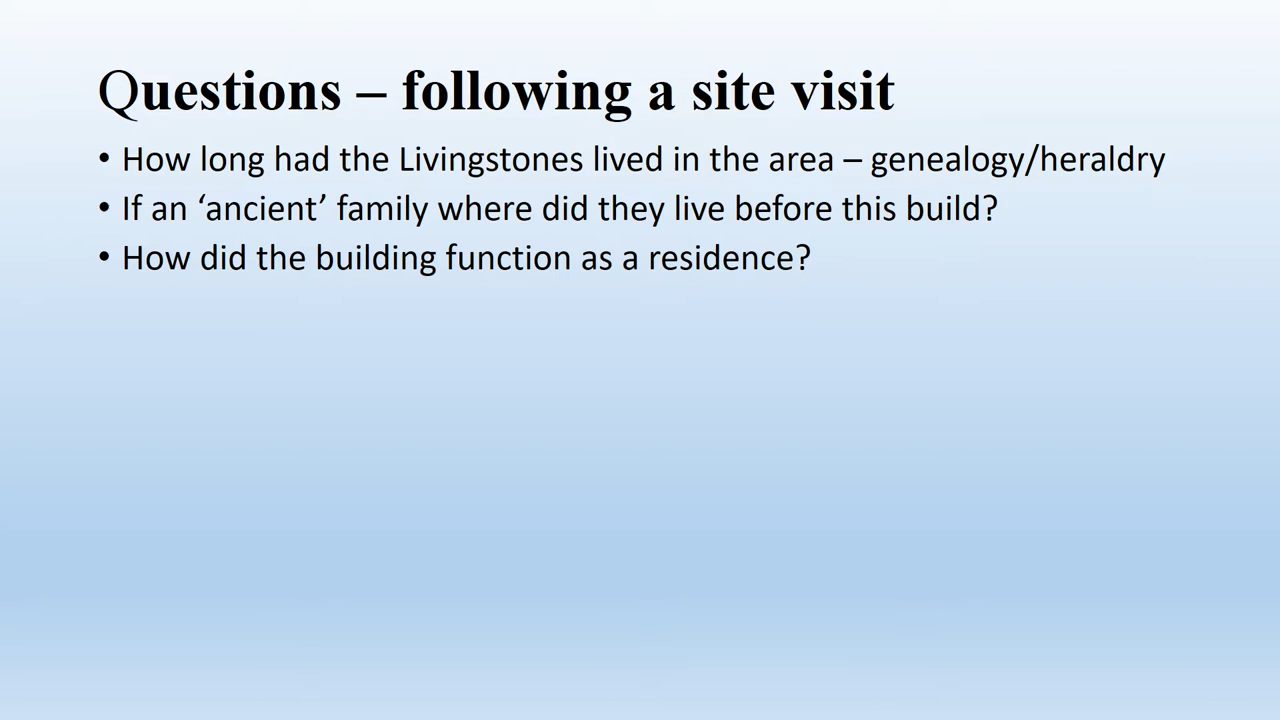 Questions – following a site visit
• How long had the Livingstones lived in the area – genealogy/heraldry
• If an ‘ancient’ family where did they live before this build?
• How did the building function as a residence?